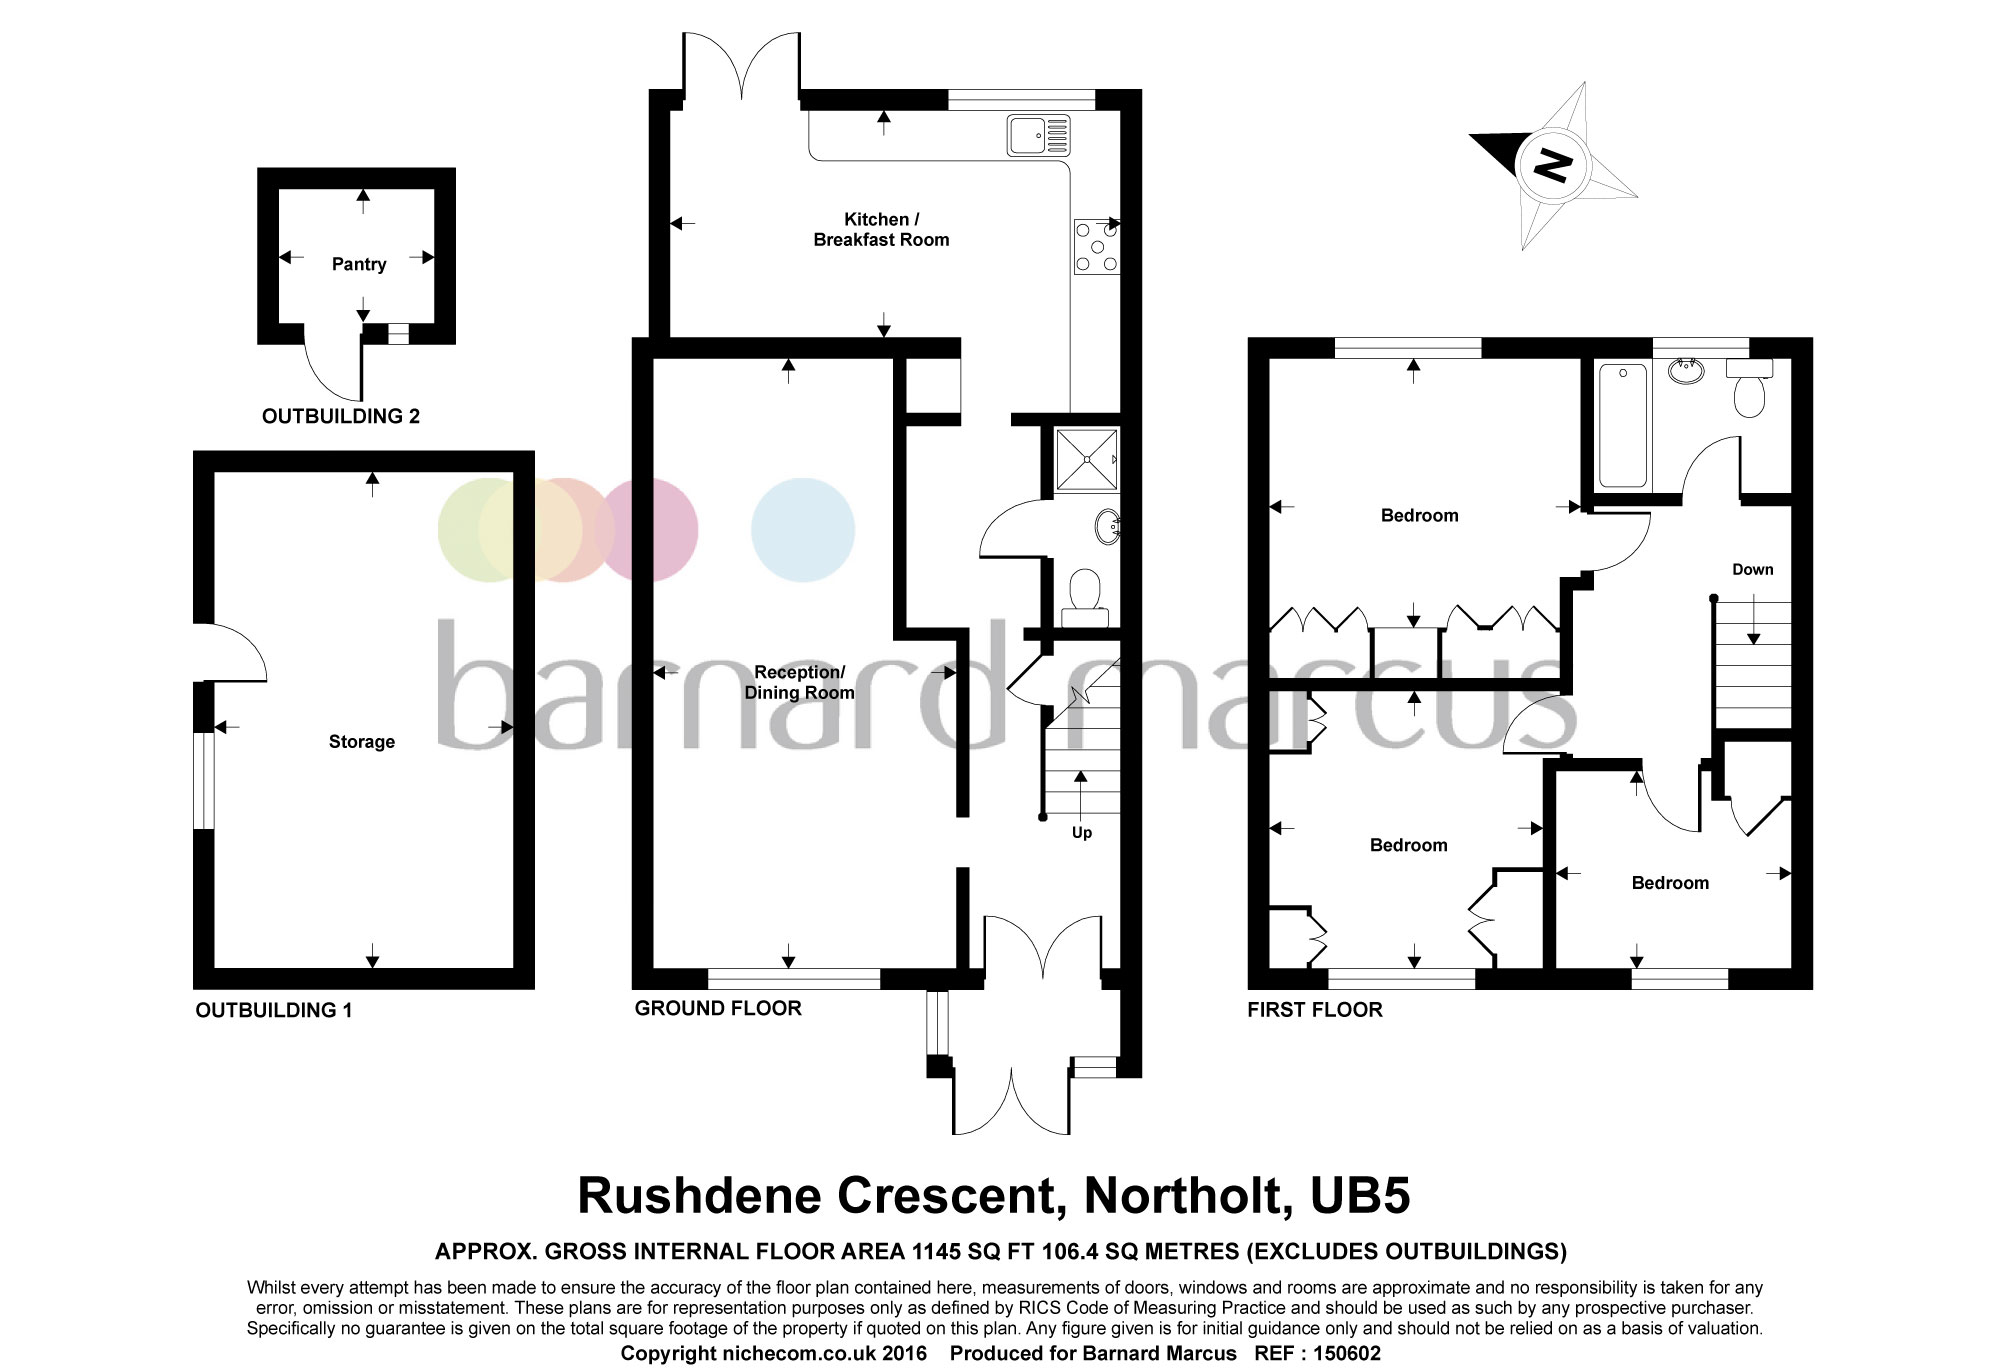 N
Kitchen /
Breakfast Room
Pantry
OUTBUILDING 2
Bedroom
Down
Reception/
Dining Room
barnard marcus
Storage
Up
Bedroom
Bedroom
OUTBUILDING 1
GROUND FLOOR
FIRST FLOOR
Rushdene Crescent, Northolt, UB5
APPROX. GROSS INTERNAL FLOOR AREA 1145 SQ FT 106.4 SQ METRES (EXCLUDES OUTBUILDINGS)
Whilst every attempt has been made to ensure the accuracy of the floor plan contained here, measurements of doors, windows and rooms are approximate and no responsibility is taken for any
error, omission or misstatement. These plans are for representation purposes only as defined by RICS Code of Measuring Practice and should be used as such by any prospective purchaser.
Specifically no guarantee is given on the total square footage of the property if quoted on this plan. Any figure given is for initial guidance only and should not be relied on as a basis of valuation.
Copyright nichecom.co.uk 2016 Produced for Barnard Marcus REF : 150602